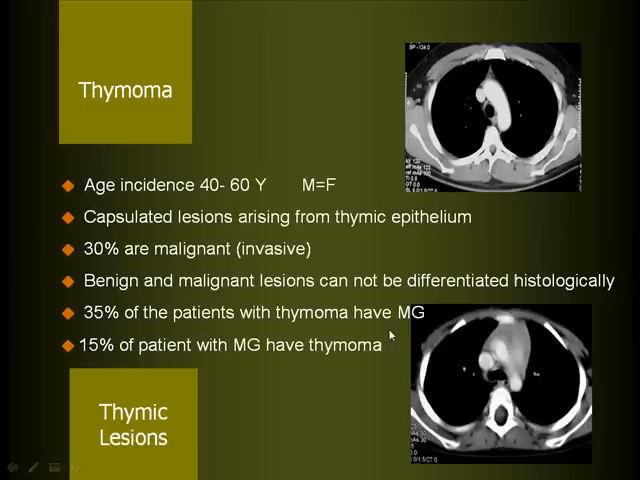 Thymoma
Age incidence 40- 60 Y M=F
Capsulated lesions arising from thymic epithelium
30% are malignant (invasive)
Benign and malignant lesions can not be differentiated histologically
35% of the patients with thymoma have MG
15% of patient with MG have thymoma
Thymic
Lesions